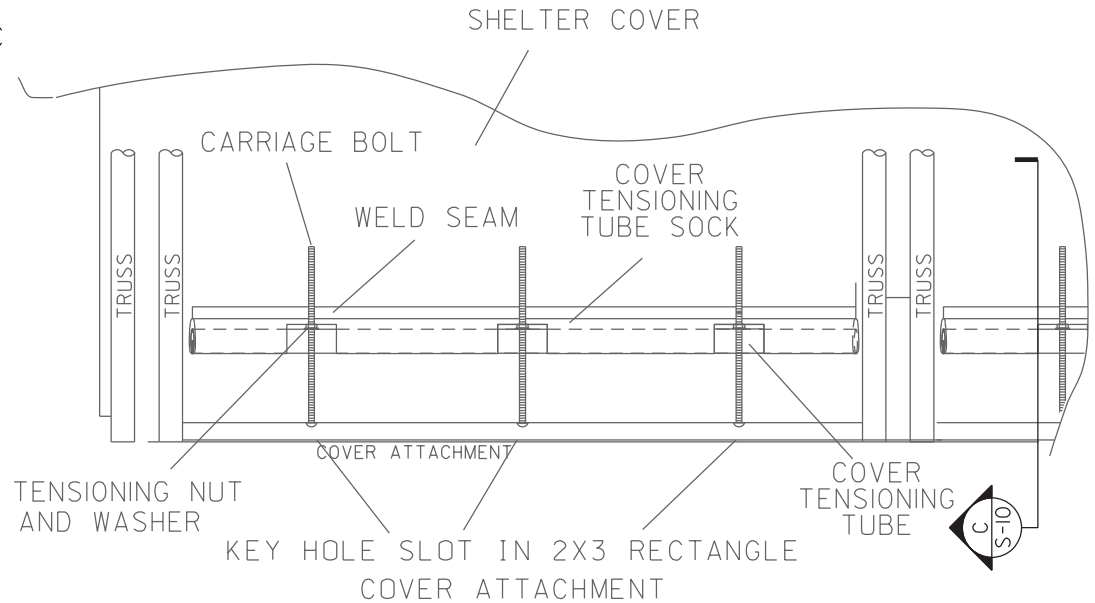 SHELTER COVER
CARRIAGE BOLT
COVER
TENSIONING
TUBE SOCK
WELD SEAM
TRUSS
TRUSS
TRUSS
TRUSS
COVER ATTACHMENT
TENSIONING NUT
AND WASHER
COVER
TENSIONING
TUBE
C
S-10
KEY HOLE SLOT IN 2X3 RECTANGLE
COVER ATTACHMENT